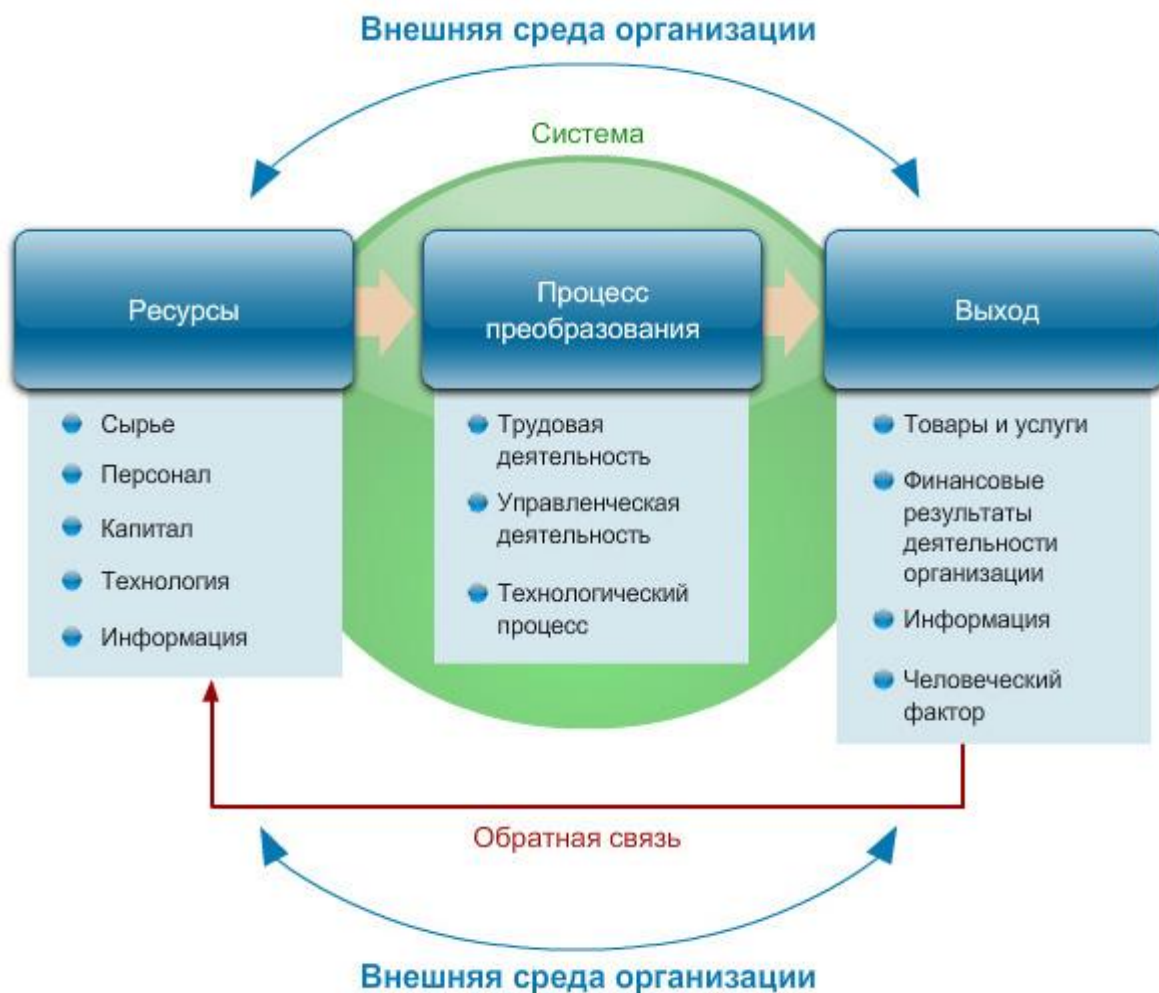 Внешняя среда организации
Система
Ресурсы
Процесс
преобразования
Выход
Сырье
Персонал
Капитал
Технология
Информация
Трудовая
деятельность
Управленческая
деятельность
Технологический
процесс
Товары и услуги
Финансовые
результаты
деятельности
организации
Информация
Человеческий
фактор
Обратная связь
Внешняя среда организации